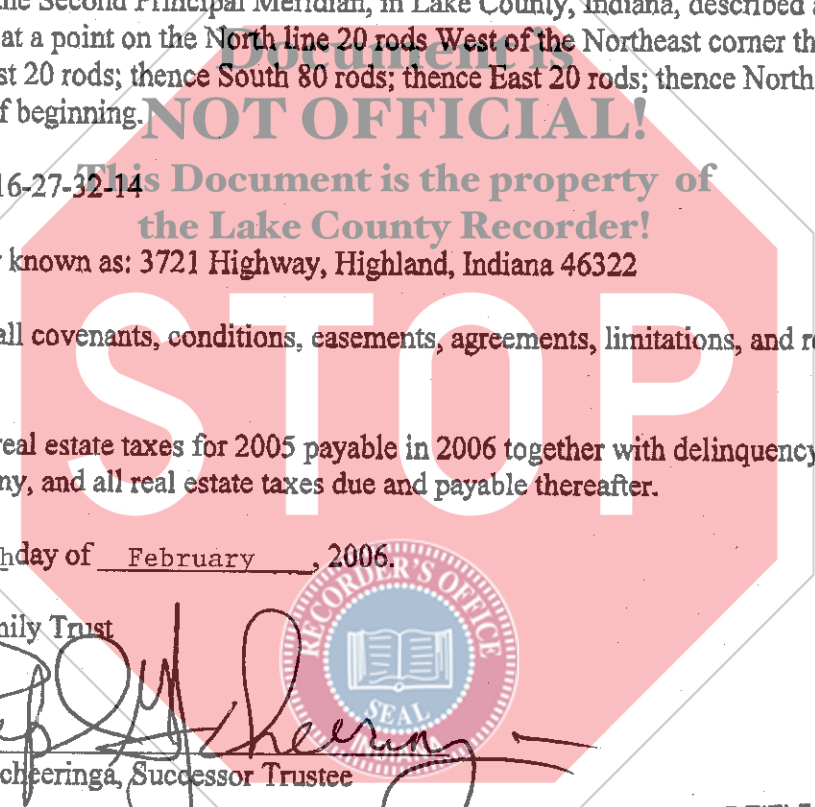 the Second Principal Meridian, in Lake County, Indiana, described
at a point on the North line 20 rods West of the Northeast corner
20 rods; thence South 80 rods; thence East 20 rods; thence North
of beginning.
Document is
NOT OFFICIAL!
This Document is the property of
the Lake County Recorder!
16-27-32-14
known as: 3721 Highway, Highland, Indiana 46322
all covenants, conditions, easements, agreements, limitations, and
STOP
real estate taxes for 2005 payable in 2006 together with delinquency
and all real estate taxes due and payable thereafter.
day of February, 2006.
RECORDER'S OFFICE
SEAL
INDIANA
Trust
Scheeringa
cheeringa, Successor Trustee